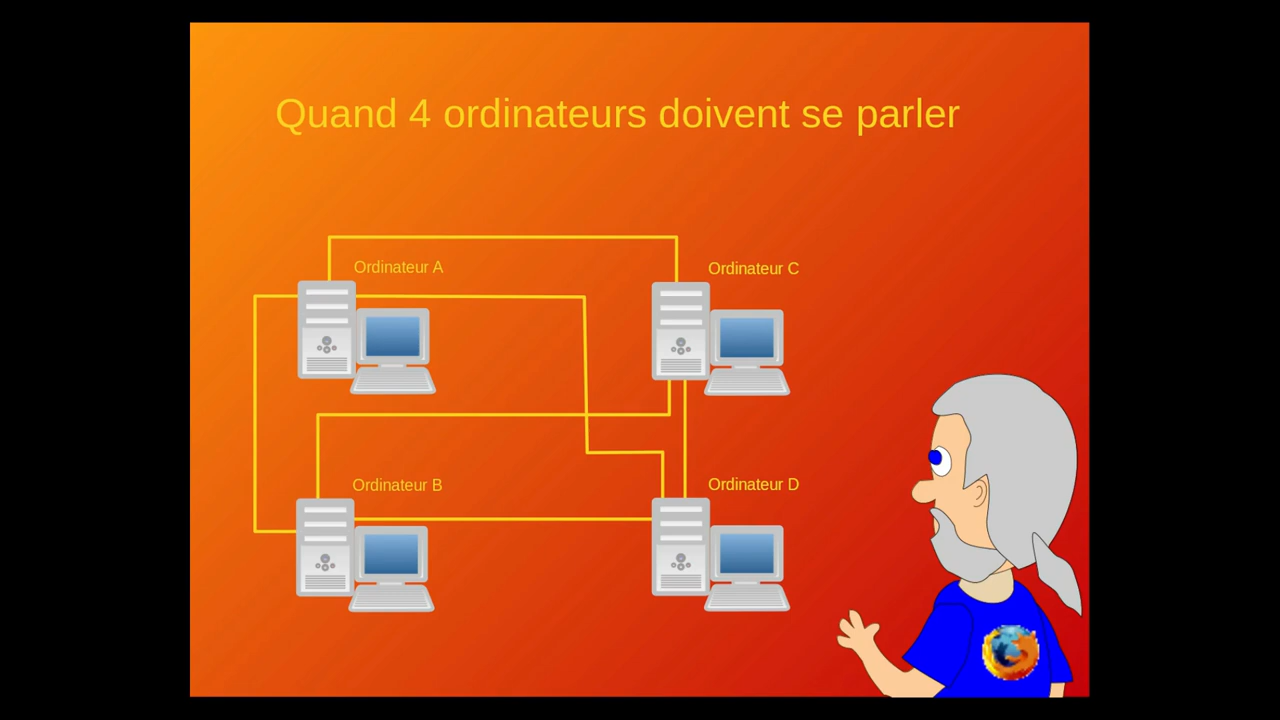 Quand 4 ordinateurs doivent se parler
Ordinateur A
Ordinateur C
Ordinateur B
Ordinateur D